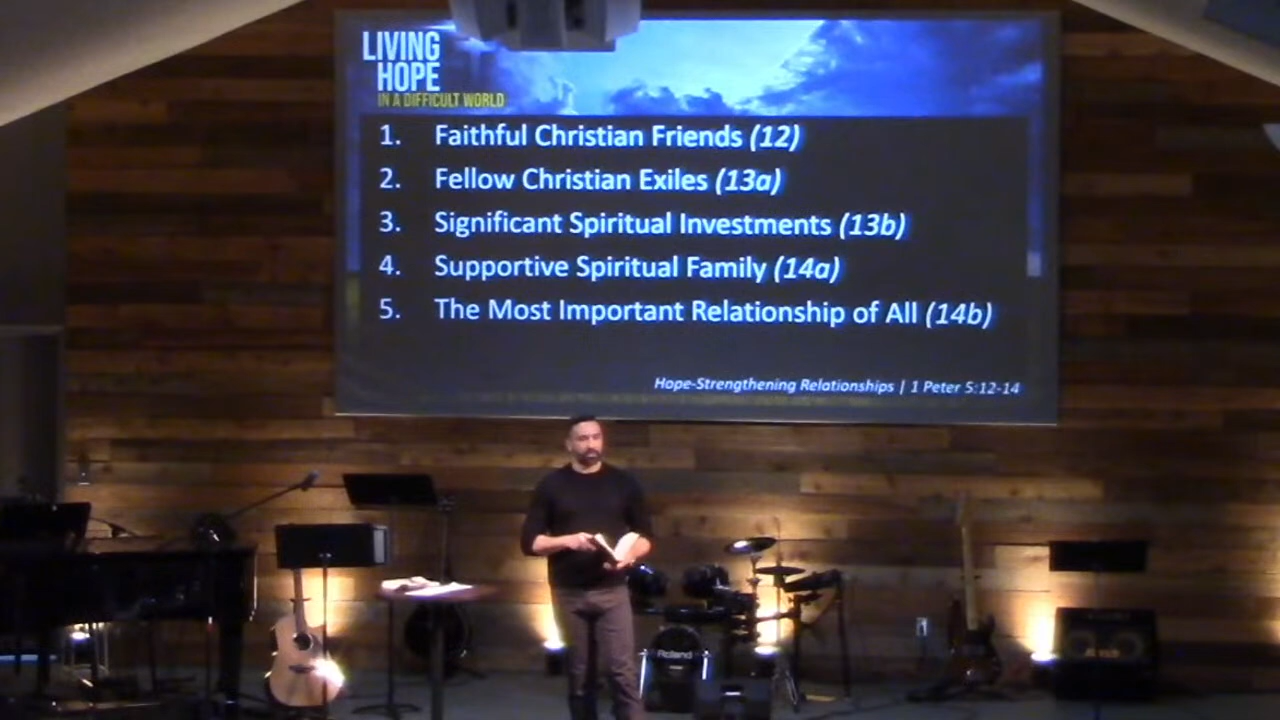 LIVING
HOPE
IN A DIFFICULT WORLD
1. Faithful Christian Friends (12)
2. Fellow Christian Exiles (13a)
3. Significant Spiritual Investments (13b)
4. Supportive Spiritual Family (14a)
5. The Most Important Relationship of All (14b)
Hope-Strengthening Relationships | 1 Peter 5:12-14
Roland